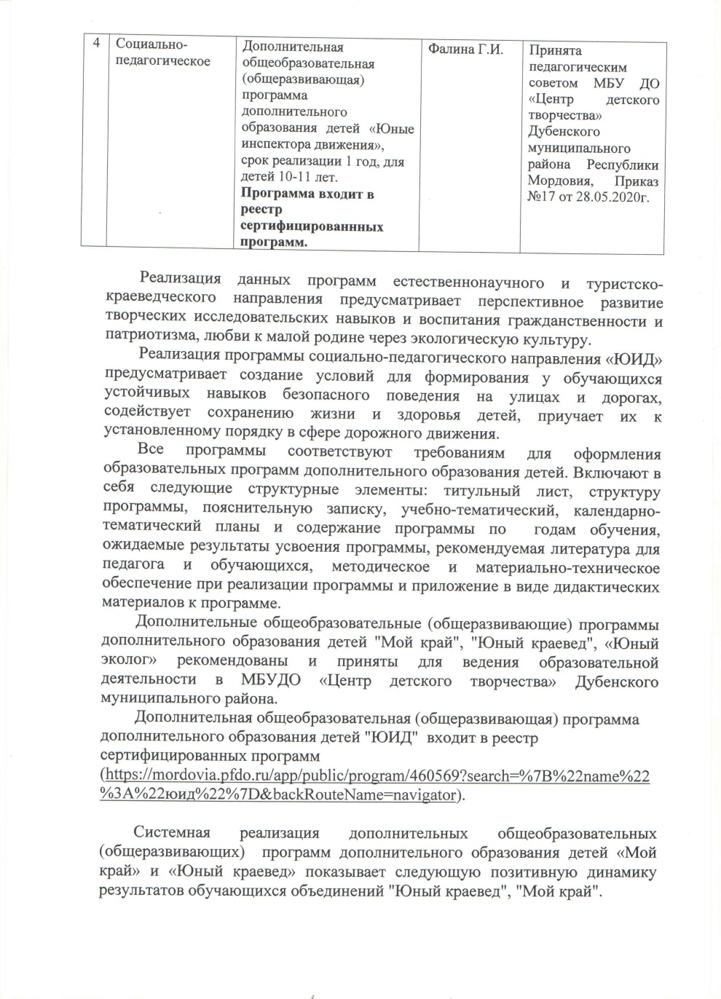 4
Социально-
педагогическое
Дополнительная
общеобразовательная
(общеразвивающая)
программа
дополнительного
образования детей «Юные
инспектора движения»,
срок реализации 1 год, для
детей 10-11 лет.
Программа входит в
реестр
сертифицированнных
программ.
Фалина Г.И.
Принята
педагогическим
советом МБУ ДО
«Центр детского
творчества»
Дубенского
муниципального
района Республики
Мордовия, Приказ
№17 от 28.05.2020г.
Реализация данных программ естественнонаучного и туристско-
краеведческого направления предусматривает перспективное развитие
творческих исследовательских навыков и воспитания гражданственности и
патриотизма, любви к малой родине через экологическую культуру.
Реализация программы социально-педагогического направления «ЮИД»
предусматривает создание условий для формирования у обучающихся
устойчивых навыков безопасного поведения на улицах и дорогах,
содействует сохранению жизни и здоровья детей, приучает их к
установленному порядку в сфере дорожного движения.
Все программы соответствуют требованиям для оформления
образовательных программ дополнительного образования детей. Включают в
себя следующие структурные элементы: титульный лист, структуру
программы, пояснительную записку, учебно-тематический, календарно-
тематический планы и содержание программы по годам обучения,
ожидаемые результаты усвоения программы, рекомендуемая литература для
педагога и обучающихся, методическое и материально-техническое
обеспечение при реализации программы и приложение в виде дидактических
материалов к программе.
Дополнительные общеобразовательные (общеразвивающие) программы
дополнительного образования детей "Мой край", "Юный краевед", «Юный
эколог» рекомендованы и приняты для ведения образовательной
деятельности в МБУДО «Центр детского творчества» Дубенского
муниципального района.
Дополнительная общеобразовательная (общеразвивающая) программа
дополнительного образования детей "ЮИД" входит в реестр
сертифицированных программ
(https://mordovia.pfdo.ru/app/public/program/460569?search=%7B%22name%22
%3A%22юид%22%7D&backRouteName=navigator).
Системная реализация дополнительных общеобразовательных
(общеразвивающих) программ дополнительного образования детей «Мой
край» и «Юный краевед» показывает следующую позитивную динамику
результатов обучающихся объединений "Юный краевед", "Мой край".